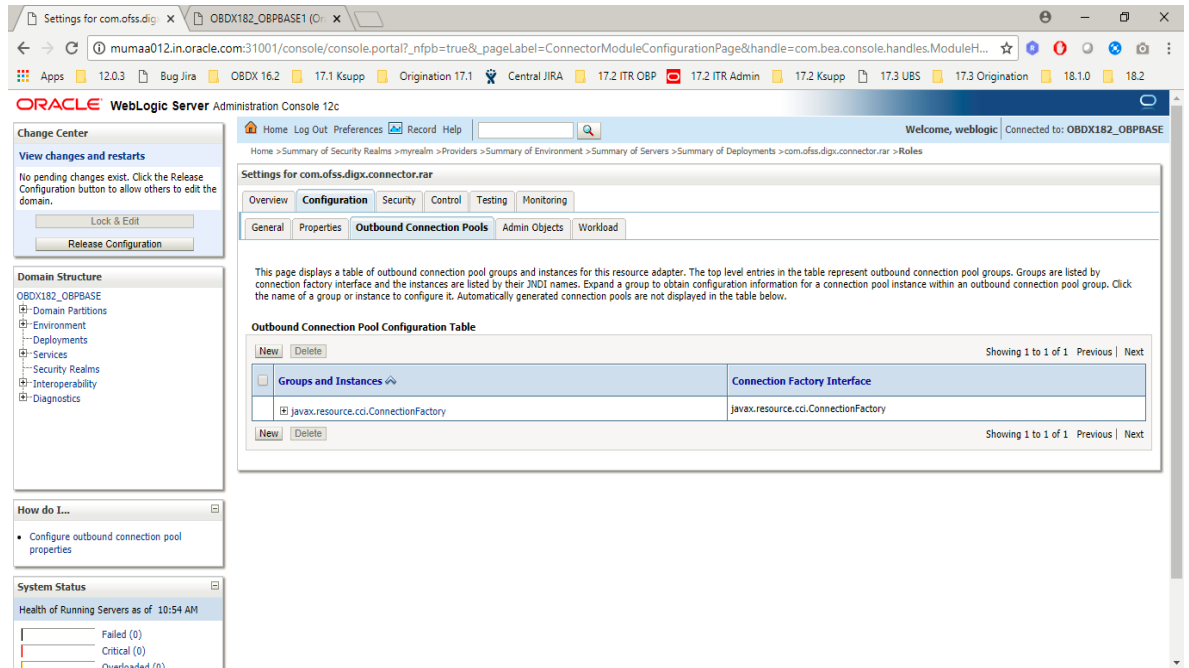 Settings for com.ofss.dig
OBDX182_OBPBASE1 (Or
mumaa012.in.oracle.com:31001/console/console.portal?_nfpb=true&_pageLabel=ConnectorModuleConfigurationPage&handle=com.bea.console.handles.ModuleH...
Apps 12.0.3 Bug Jira OBDX 16.2 17.1 Ksupp Origination 17.1 Central JIRA 17.2 ITR OBP 17.2 ITR Admin 17.2 Ksupp 17.3 UBS 17.3 Origination 18.1.0 18.2
ORACLE WebLogic Server Administration Console 12c
Change Center
View changes and restarts
No pending changes exist. Click the Release
Configuration button to allow others to edit the
domain.
Lock & Edit
Release Configuration
Domain Structure
OBDX182_OBPBASE
Domain Partitions
Environment
Deployments
Services
Security Realms
Interoperability
Diagnostics
How do I...
Configure outbound connection pool
properties
System Status
Health of Running Servers as of 10:54 AM
Failed (0)
Critical (0)
Overloaded (0)
Home Log Out Preferences Record Help
Welcome, weblogic Connected to: OBDX182_OBPBASE
Home >Summary of Security Realms >myrealm >Providers >Summary of Environment >Summary of Servers >Summary of Deployments >com.ofss.digx.connector.rar >Roles
Settings for com.ofss.digx.connector.rar
Overview Configuration Security Control Testing Monitoring
General Properties Outbound Connection Pools Admin Objects Workload
This page displays a table of outbound connection pool groups and instances for this resource adapter. The top level entries in the table represent outbound connection pool groups. Groups are listed by
connection factory interface and the instances are listed by their JNDI names. Expand a group to obtain configuration information for a connection pool instance within an outbound connection pool group. Click
the name of a group or instance to configure it. Automatically generated connection pools are not displayed in the table below.
Outbound Connection Pool Configuration Table
New Delete Showing 1 to 1 of 1 Previous | Next
Groups and Instances Connection Factory Interface
javax.resource.cci.ConnectionFactory javax.resource.cci.ConnectionFactory
New Delete Showing 1 to 1 of 1 Previous | Next